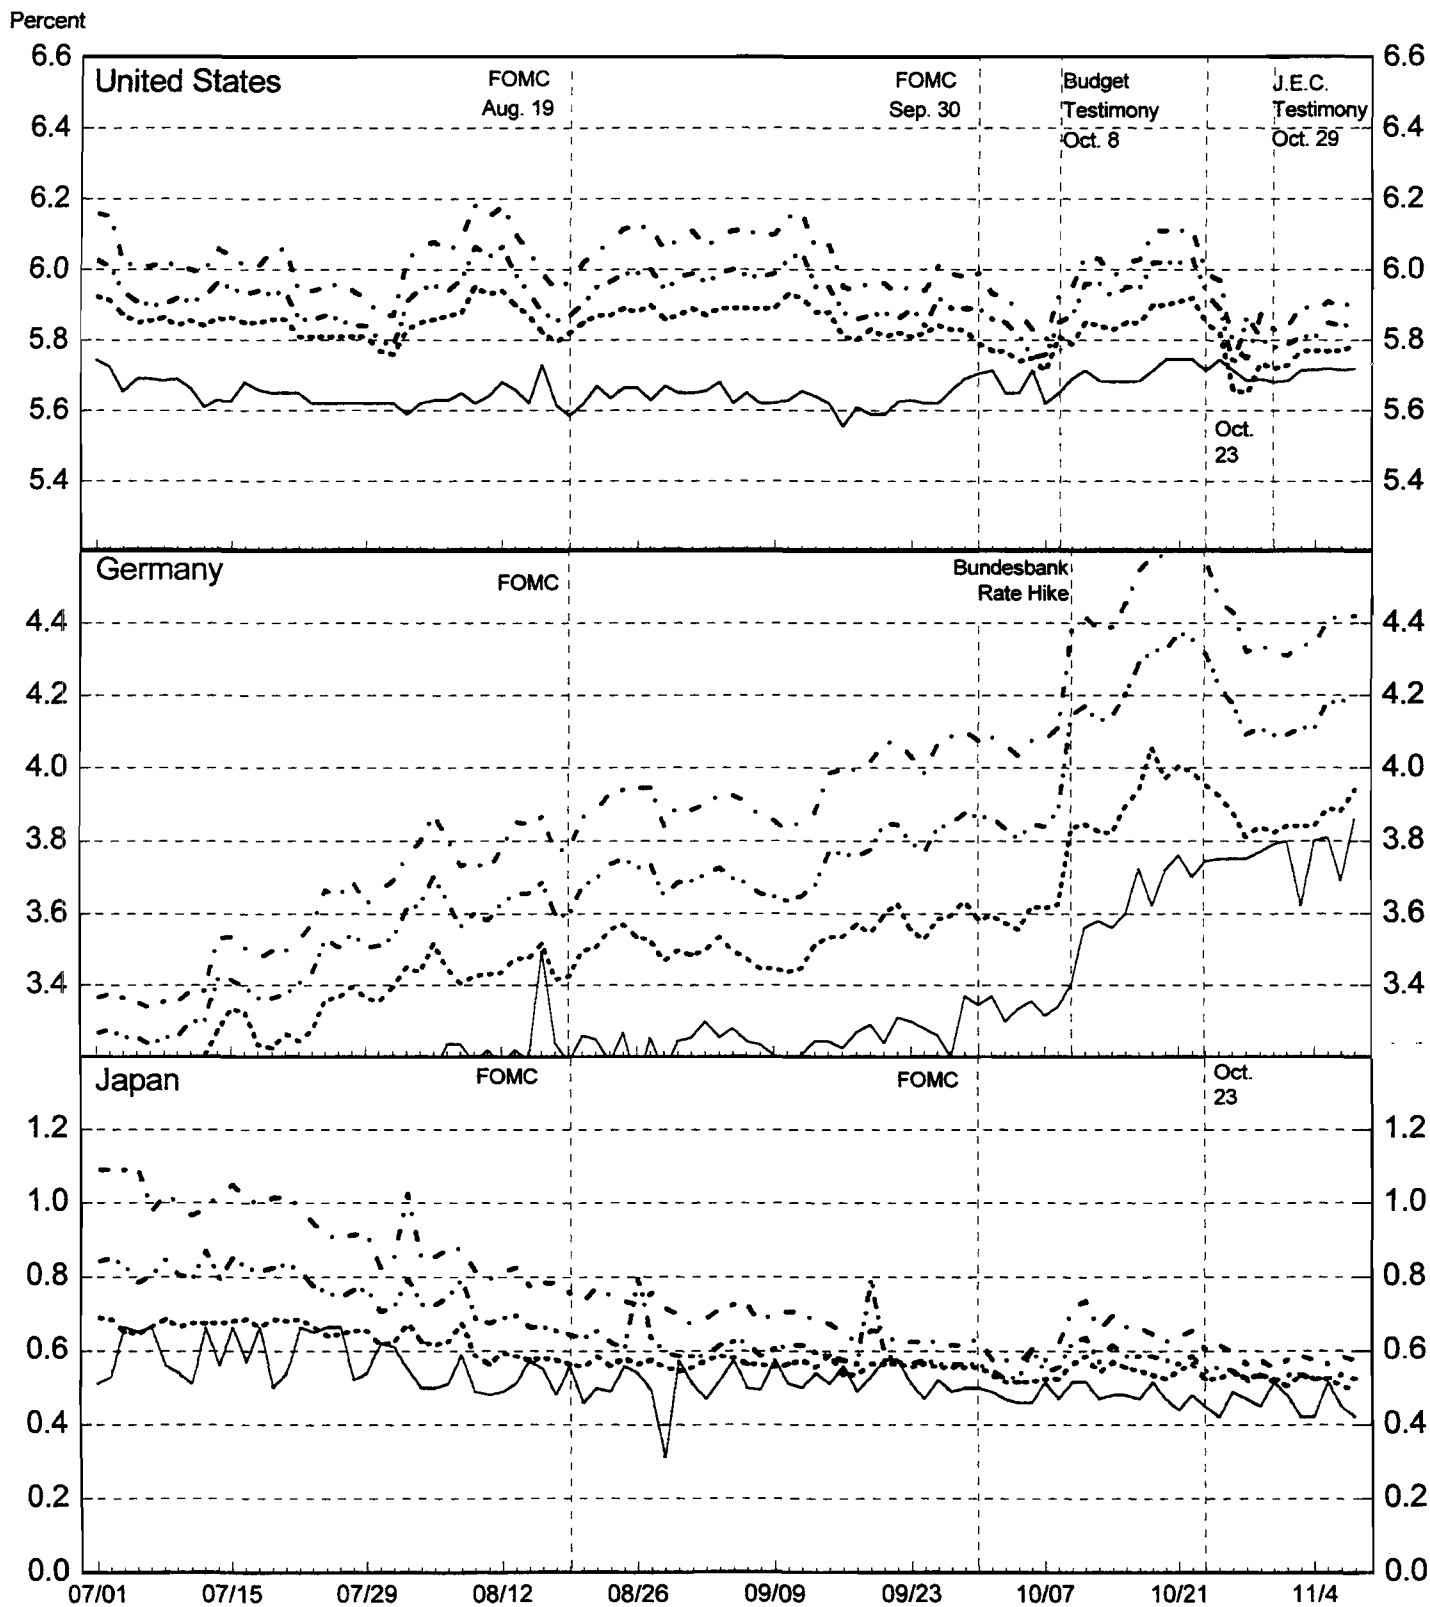 Percent
6.6 6.6
United States FOMC FOMC Budget J.E.C.
Aug. 19 Sep. 30 Testimony Testimony
6.4 6.4
Oct. 8 Oct. 29
6.2 6.2
6.0 6.0
5.8 5.8
5.6 5.6
Oct.
23
5.4 5.4
Germany FOMC Bundesbank
Rate Hike
4.4 4.4
4.2 4.2
4.0 4.0
3.8 3.8
3.6 3.6
3.4 3.4
Japan FOMC FOMC Oct.
23
1.2 1.2
1.0 1.0
0.8 0.8
0.6 0.6
0.4 0.4
0.2 0.2
0.0 0.0
07/01 07/15 07/29 08/12 08/26 09/09 09/23 10/07 10/21 11/4